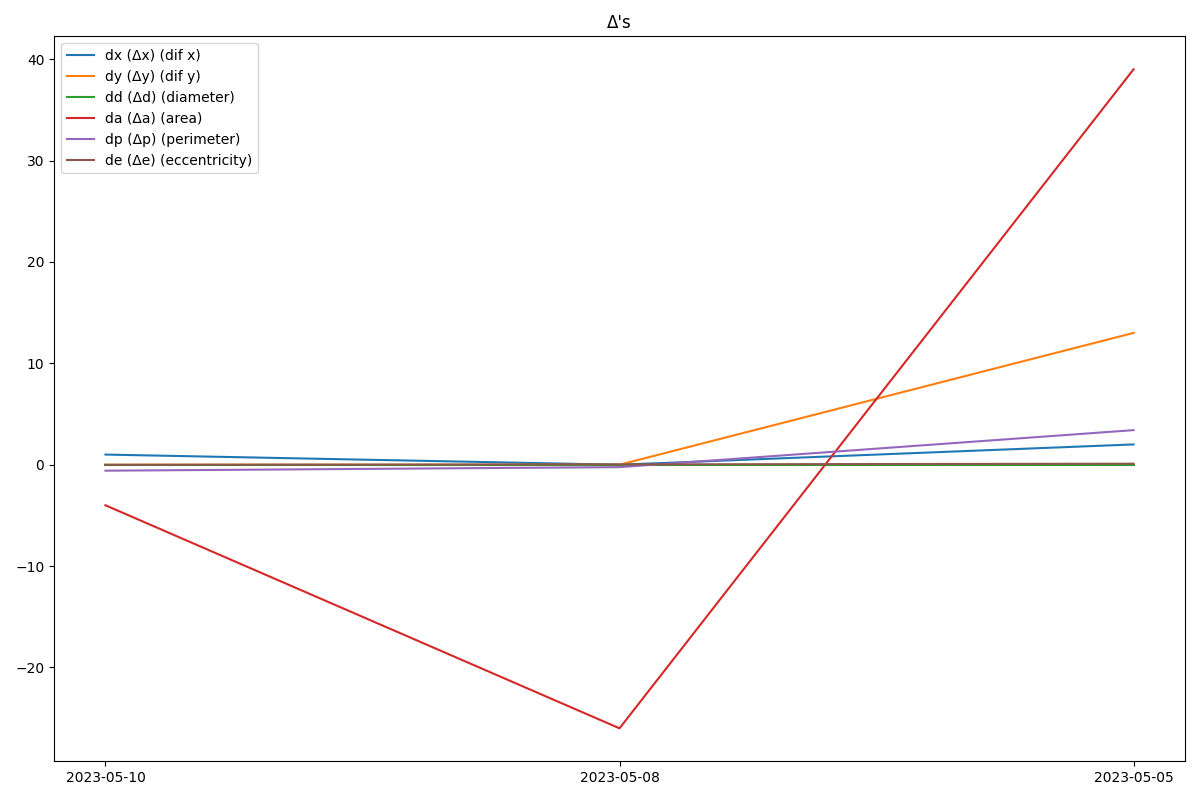 Δ's
dx (Δx) (dif x)
dy (Δy) (dif y)
dd (Δd) (diameter)
da (Δa) (area)
dp (Δp) (perimeter)
de (Δe) (eccentricity)
40
30
20
10
0
−10
−20
2023-05-10
2023-05-08
2023-05-05